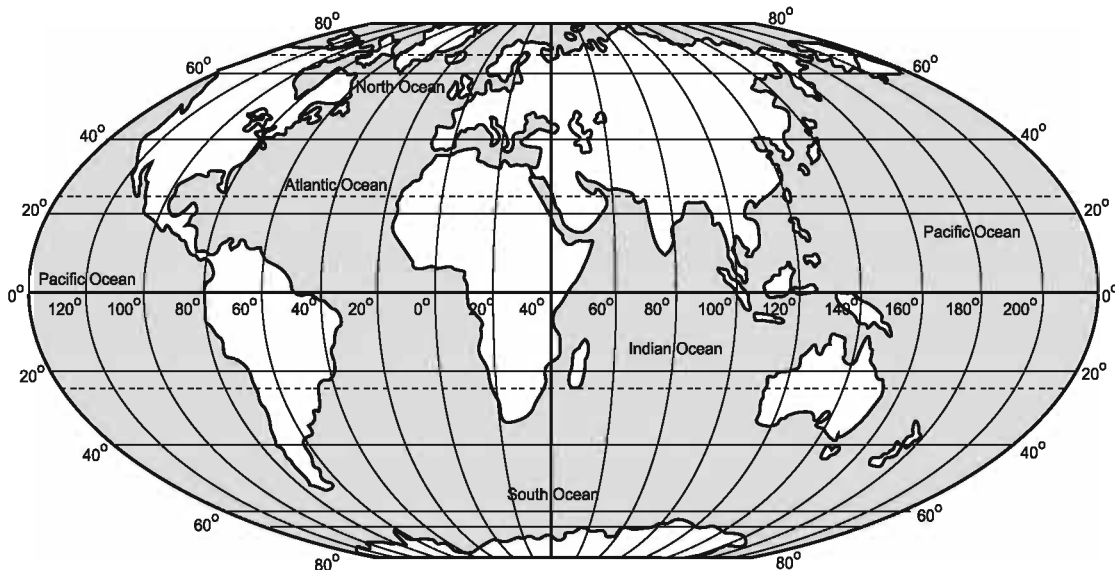 80° 80°
60° 60°
North Ocean
40° 40°
Atlantic Ocean
20° 20°
Pacific Ocean
Pacific Ocean
0° 0°
120° 100° 80° 60° 40° 20° 0° 20° 40° 60° 80° 100° 120° 140° 160° 200°
Indian Ocean
20° 20°
40° 40°
South Ocean
60° 60°
80° 80°